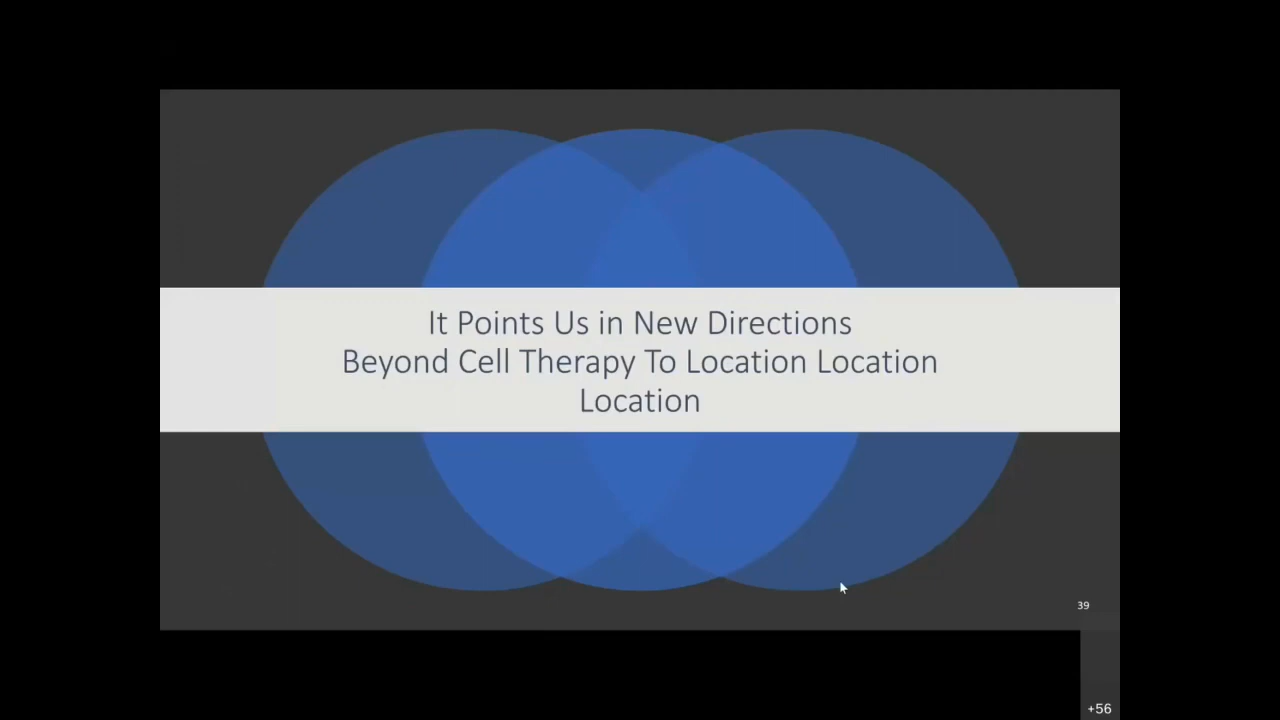 It Points Us in New Directions
Beyond Cell Therapy To Location Location
Location
39
+56